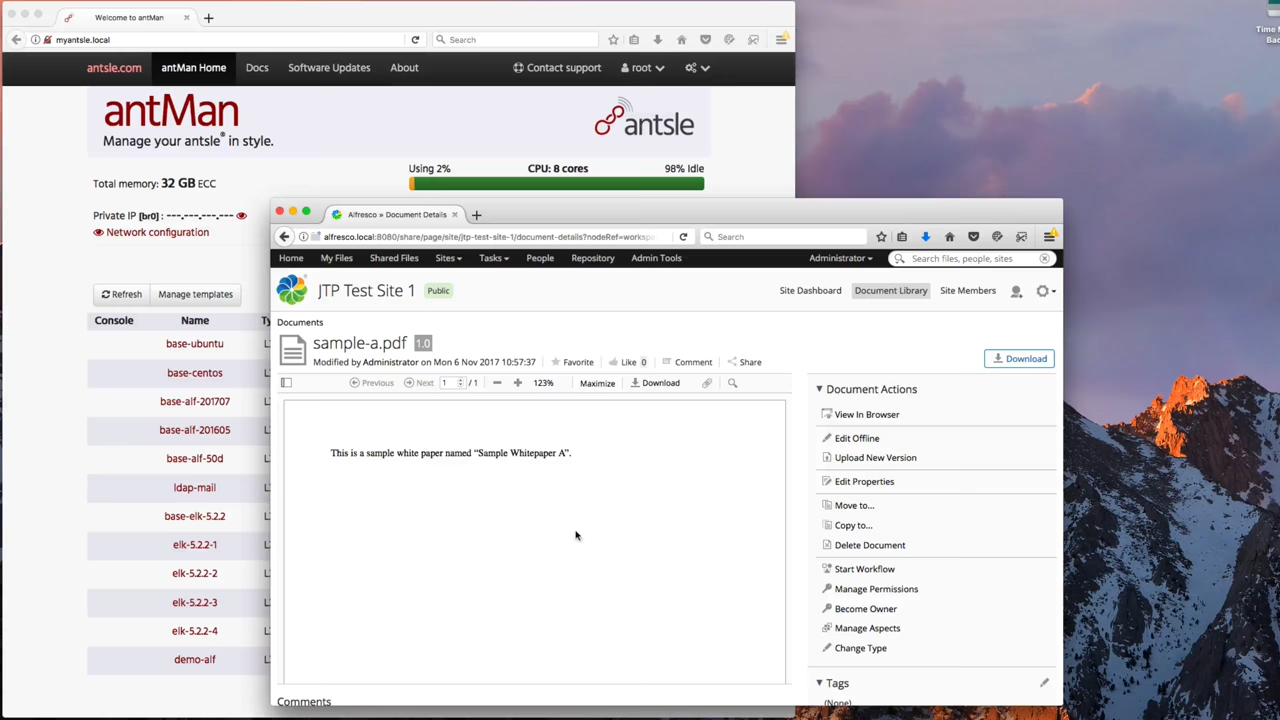 Welcome to antMan
myantsle.local
Search
antsle.com antMan Home Docs Software Updates About Contact support root
antMan
Manage your antsle® in style.
antsle
Using 2% CPU: 8 cores 98% Idle
Total memory: 32 GB ECC
Private IP [br0] : ---.---.---.---
Network configuration
Refresh Manage templates
Console Name Ty
base-ubuntu L
base-centos L
base-alf-201707 L
base-alf-201605 L
base-alf-50d L
ldap-mail L
base-elk-5.2.2 L
elk-5.2.2-1 L
elk-5.2.2-2 L
elk-5.2.2-3 L
elk-5.2.2-4 L
demo-alf L
Alfresco » Document Details
alfresco.local:8080/share/page/site/jtp-test-site-1/document-details?nodeRef=workspa
Search
Home My Files Shared Files Sites Tasks People Repository Admin Tools Administrator Search files, people, sites
JTP Test Site 1 Public Site Dashboard Document Library Site Members
Documents
sample-a.pdf 1.0
Modified by Administrator on Mon 6 Nov 2017 10:57:37 Favorite Like 0 Comment Share
Download
Previous Next 1 / 1 123% Maximize Download
This is a sample white paper named “Sample Whitepaper A”.
Comments
Document Actions
View In Browser
Edit Offline
Upload New Version
Edit Properties
Move to...
Copy to...
Delete Document
Start Workflow
Manage Permissions
Become Owner
Manage Aspects
Change Type
Tags
(None)
Time M
Bac